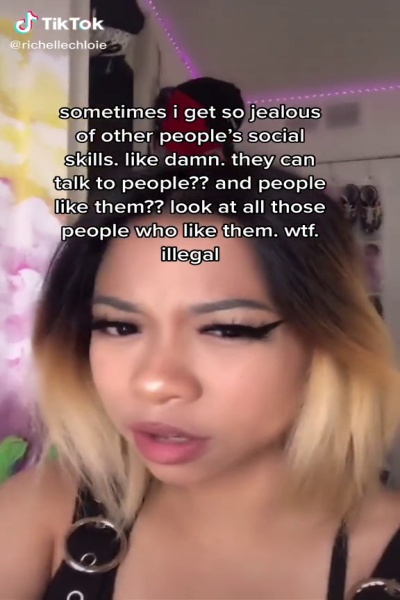 TikTok
@richellechloie
sometimes i get so jealous
of other people's social
skills. like damn. they can
talk to people?? and people
like them?? look at all those
people who like them. wtf.
illegal